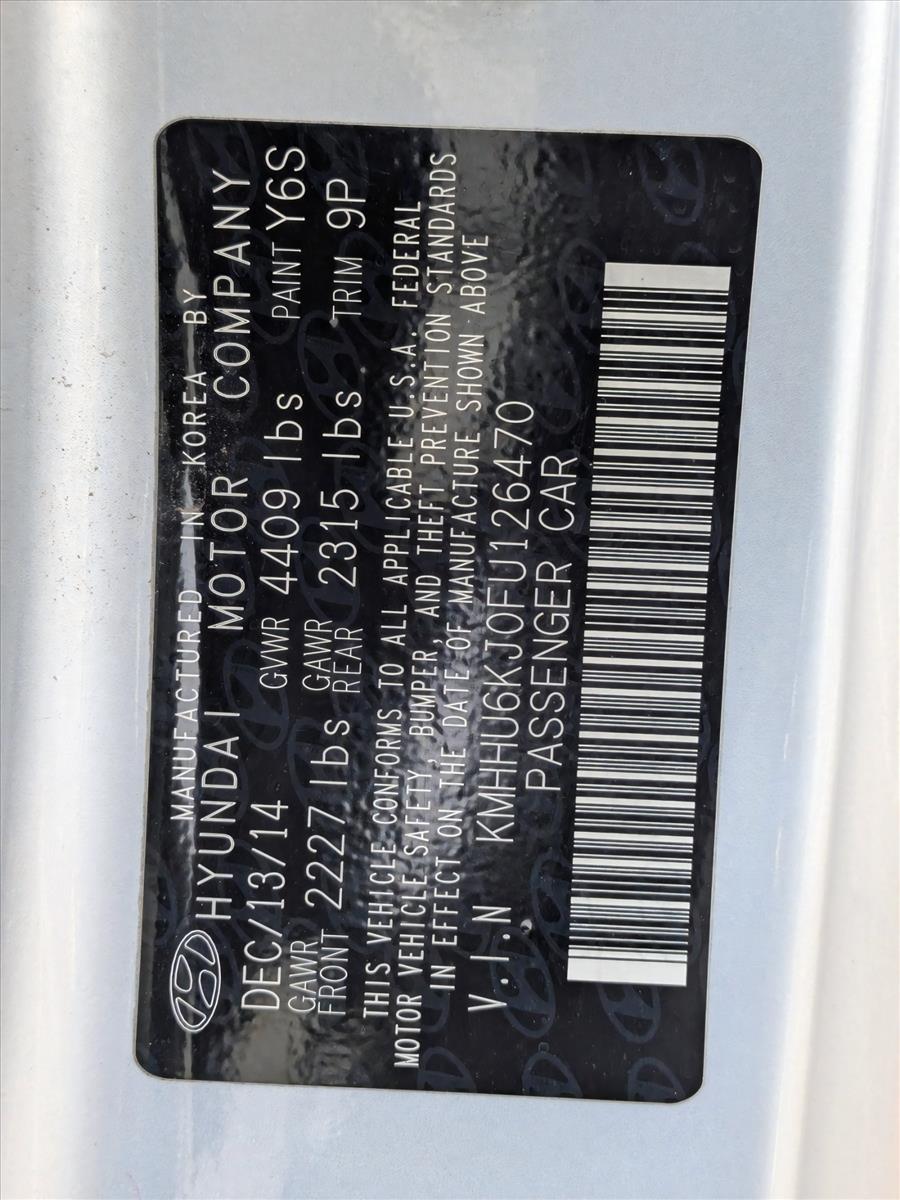 MANUFACTURED IN KOREA BY
HYUNDAI MOTOR COMPANY
DEC/13/14 GVWR 4409 lbs PAINT Y6S
GAWR FRONT 2227 lbs GAWR REAR 2315 lbs TRIM 9P
THIS VEHICLE CONFORMS TO ALL APPLICABLE U.S.A. FEDERAL
MOTOR VEHICLE SAFETY, BUMPER, AND THEFT PREVENTION STANDARDS
IN EFFECT ON THE DATE OF MANUFACTURE SHOWN ABOVE
V.I.N KMHHU6KJ0FU126470
PASSENGER CAR